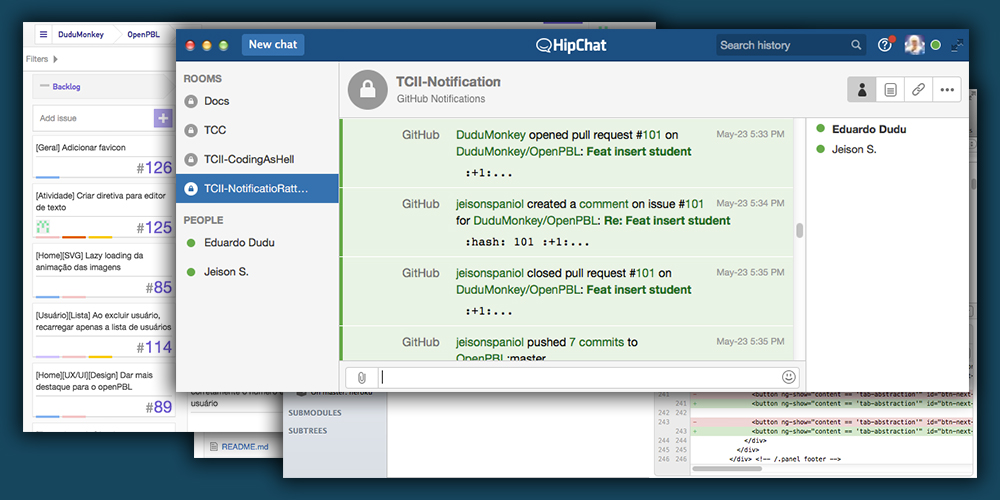 DuduMonkey
OpenPBL
Filters
Backlog
Add issue
[Geral] Adicionar favicon
#126
[Atividade] Criar diretiva para editor
de texto
#125
[Home][SVG] Lazy loading da
animação das imagens
#85
[Usuário][Lista] Ao excluir usuário,
recarregar apenas a lista de usuários
#114
[Home][UX/UI][Design] Dar mais
destaque para o openPBL
#89
New chat
HipChat
Search history
ROOMS
Docs
TCC
TCII-CodingAsHell
TCII-NotificatioRatt...
PEOPLE
Eduardo Dudu
Jeison S.
TCII-Notification
GitHub Notifications
GitHub
DuduMonkey opened pull request #101 on
DuduMonkey/OpenPBL: Feat insert student
:+1:...
May-23 5:33 PM
GitHub
jeisonspaniol created a comment on issue #101
for DuduMonkey/OpenPBL: Re: Feat insert student
:hash: 101 :+1:...
May-23 5:34 PM
GitHub
jeisonspaniol closed pull request #101 on
DuduMonkey/OpenPBL: Feat insert student
:+1:...
May-23 5:35 PM
GitHub
jeisonspaniol pushed 7 commits to
OpenPBL:master
May-23 5:35 PM
Eduardo Dudu
Jeison S.
usuário
README.md
SUBMODULES
SUBTREES
241 - <button ng-show="content == 'tab-abstraction'" id="btn-next-
241 + <button ng-show="content == 'tab-abstraction'" id="btn-next-
242 242
243 - <button ng-show="content == 'tab-abstraction'" id="btn-next-
243 + <button ng-show="content == 'tab-abstraction'" id="btn-next-
244 244 </div>
245 245 </div>
246 246 </div> <!-- /.panel footer -->